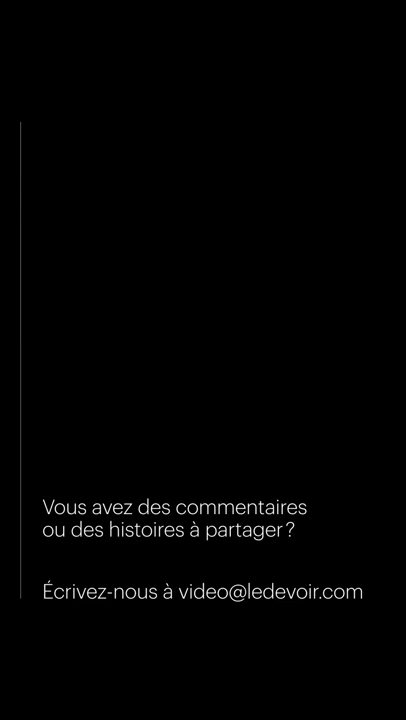 Vous avez des commentaires
ou des histoires à partager ?
Écrivez-nous à video@ledevoir.com